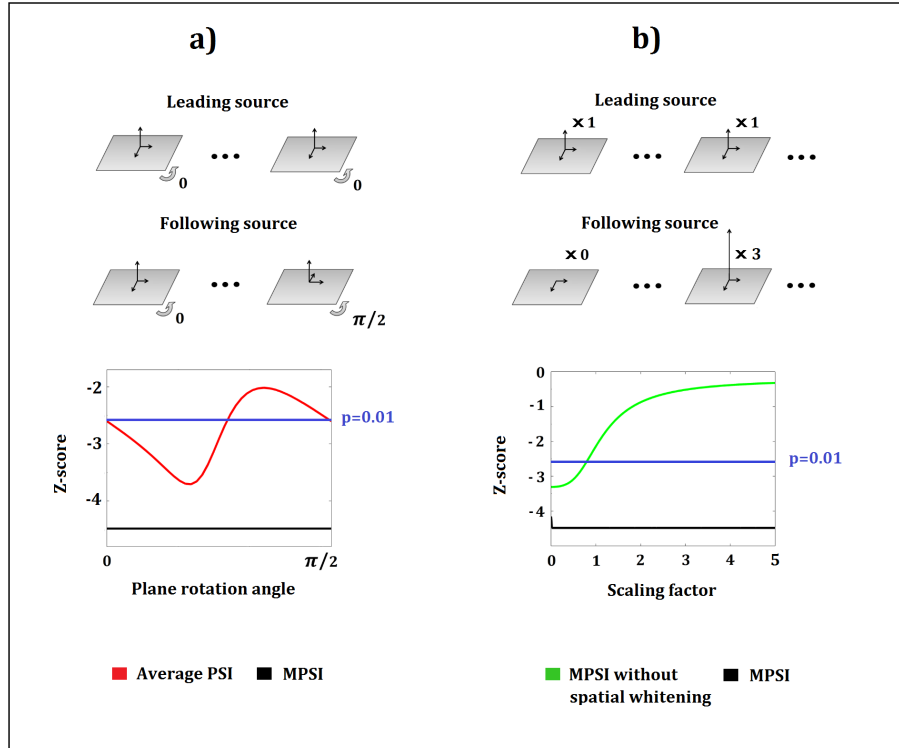 a)
Leading source
0
0
Following source
0
π/2
-2
-3
-4
Z-score
p=0.01
0
π/2
Plane rotation angle
Average PSI
MPSI
b)
Leading source
×1
×1
Following source
×0
×3
0
-1
-2
-3
-4
Z-score
p=0.01
0 1 2 3 4 5
Scaling factor
MPSI without
spatial whitening
MPSI